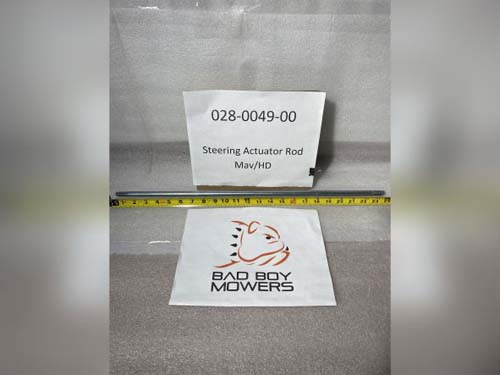 028-0049-00
Steering Actuator Rod
Mav/HD
BAD BOY
MOWERS